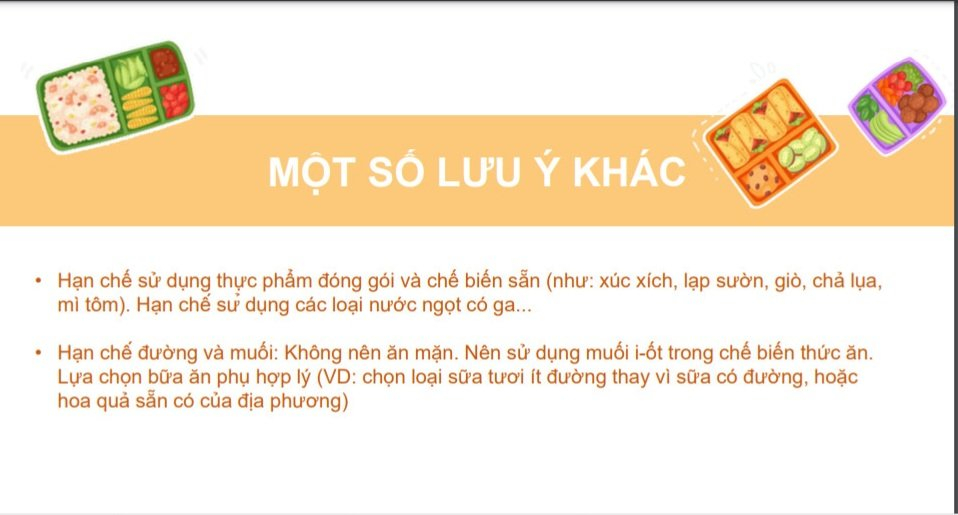 MỘT SỐ LƯU Ý KHÁC
• Hạn chế sử dụng thực phẩm đóng gói và chế biến sẵn (như: xúc xích, lạp sườn, giò, chả lụa,
mì tôm). Hạn chế sử dụng các loại nước ngọt có ga...
• Hạn chế đường và muối: Không nên ăn mặn. Nên sử dụng muối i-ốt trong chế biến thức ăn.
Lựa chọn bữa ăn phụ hợp lý (VD: chọn loại sữa tươi ít đường thay vì sữa có đường, hoặc
hoa quả sẵn có của địa phương)